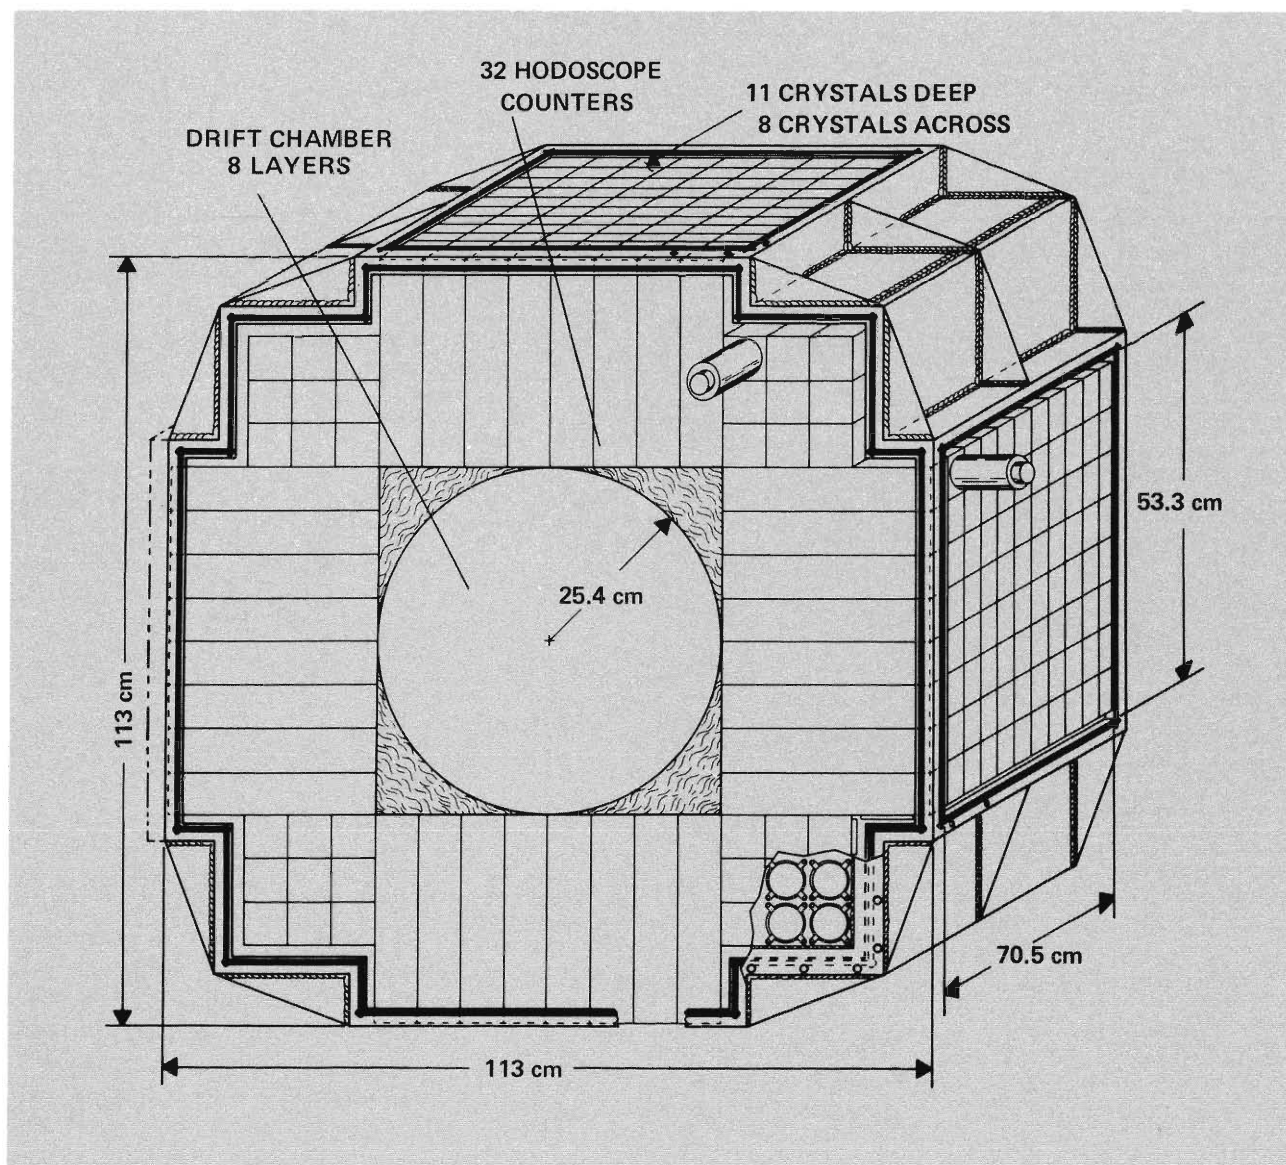 32 HODOSCOPE
COUNTERS
11 CRYSTALS DEEP
8 CRYSTALS ACROSS
DRIFT CHAMBER
8 LAYERS
53.3 cm
25.4 cm
113 cm
70.5 cm
113 cm